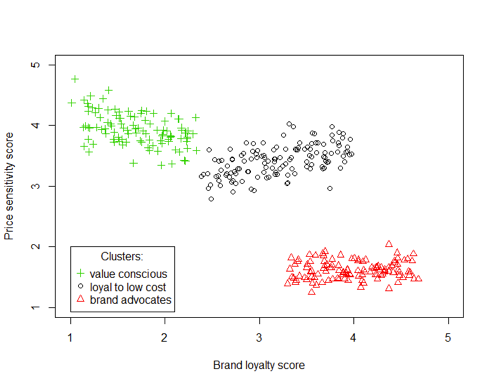 5
4
3
2
1
Price sensitivity score
Clusters:
value conscious
loyal to low cost
brand advocates
1 2 3 4 5
Brand loyalty score